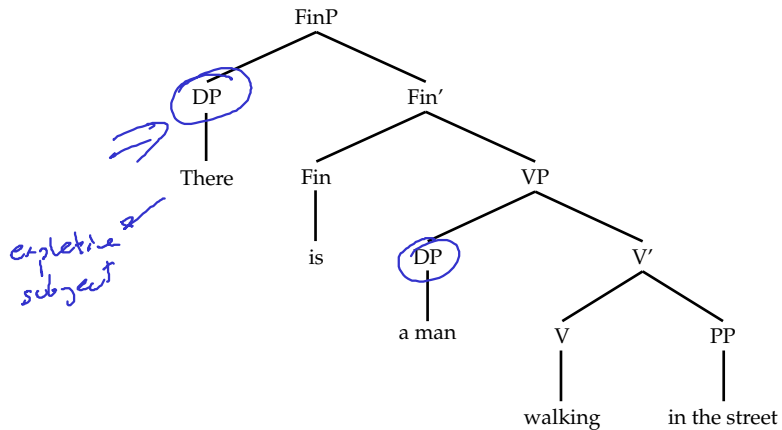 FinP
DP
Fin′
There
Fin
VP
expletive
subject
is
DP
V′
a man
V
PP
walking
in the street